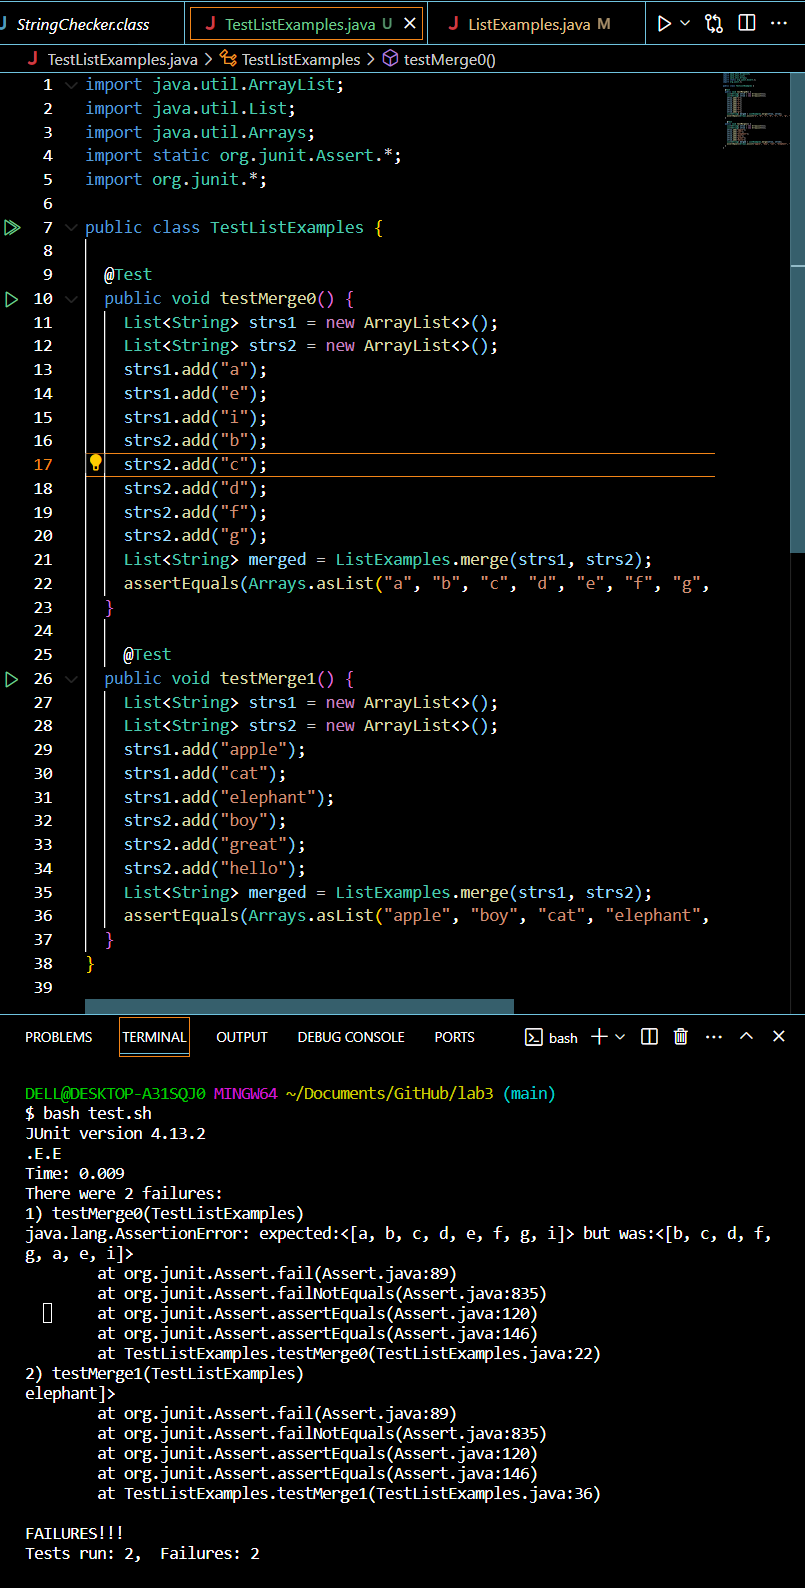 StringChecker.class
J TestListExamples.java U ×
J ListExamples.java M
J TestListExamples.java > TestListExamples > testMerge0()
1 import java.util.ArrayList;
2 import java.util.List;
3 import java.util.Arrays;
4 import static org.junit.Assert.*;
5 import org.junit.*;
6
7 public class TestListExamples {
8
9 @Test
10 public void testMerge0() {
11 List<String> strs1 = new ArrayList<>();
12 List<String> strs2 = new ArrayList<>();
13 strs1.add("a");
14 strs1.add("e");
15 strs1.add("i");
16 strs2.add("b");
17 strs2.add("c");
18 strs2.add("d");
19 strs2.add("f");
20 strs2.add("g");
21 List<String> merged = ListExamples.merge(strs1, strs2);
22 assertEquals(Arrays.asList("a", "b", "c", "d", "e", "f", "g",
23 }
24
25 @Test
26 public void testMerge1() {
27 List<String> strs1 = new ArrayList<>();
28 List<String> strs2 = new ArrayList<>();
29 strs1.add("apple");
30 strs1.add("cat");
31 strs1.add("elephant");
32 strs2.add("boy");
33 strs2.add("great");
34 strs2.add("hello");
35 List<String> merged = ListExamples.merge(strs1, strs2);
36 assertEquals(Arrays.asList("apple", "boy", "cat", "elephant",
37 }
38 }
39
PROBLEMS TERMINAL OUTPUT DEBUG CONSOLE PORTS bash
DELL@DESKTOP-A31SQJ0 MINGW64 ~/Documents/GitHub/lab3 (main)
$ bash test.sh
JUnit version 4.13.2
.E.E
Time: 0.009
There were 2 failures:
1) testMerge0(TestListExamples)
java.lang.AssertionError: expected:<[a, b, c, d, e, f, g, i]> but was:<[b, c, d, f,
g, a, e, i]>
at org.junit.Assert.fail(Assert.java:89)
at org.junit.Assert.failNotEquals(Assert.java:835)
at org.junit.Assert.assertEquals(Assert.java:120)
at org.junit.Assert.assertEquals(Assert.java:146)
at TestListExamples.testMerge0(TestListExamples.java:22)
2) testMerge1(TestListExamples)
elephant]>
at org.junit.Assert.fail(Assert.java:89)
at org.junit.Assert.failNotEquals(Assert.java:835)
at org.junit.Assert.assertEquals(Assert.java:120)
at org.junit.Assert.assertEquals(Assert.java:146)
at TestListExamples.testMerge1(TestListExamples.java:36)
FAILURES!!!
Tests run: 2,  Failures: 2